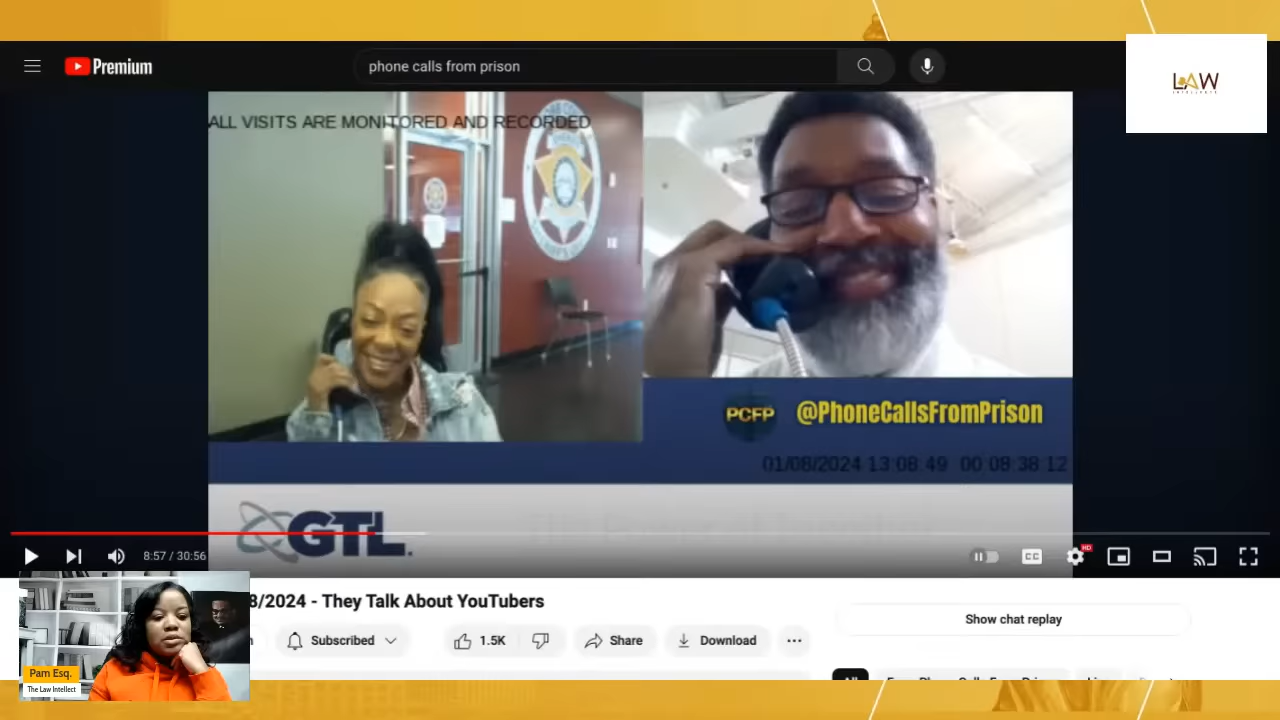 Premium
phone calls from prison
LAW
ALL VISITS ARE MONITORED AND RECORDED
PCFP
@PhoneCallsFromPrison
01/08/2024 13:08:49 00:08:38:12
GTL
8:57 / 30:56
CC
HD
8/2024 - They Talk About YouTubers
Subscribed
1.5K
Share
Download
Show chat replay
Pam Esq.
The Law Intellect